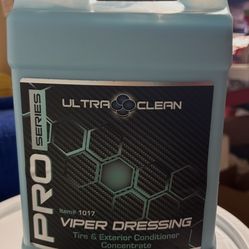 ULTRA CLEAN
PRO
SERIES
Item# 1017
VIPER DRESSING
Tire & Exterior Conditioner
Concentrate